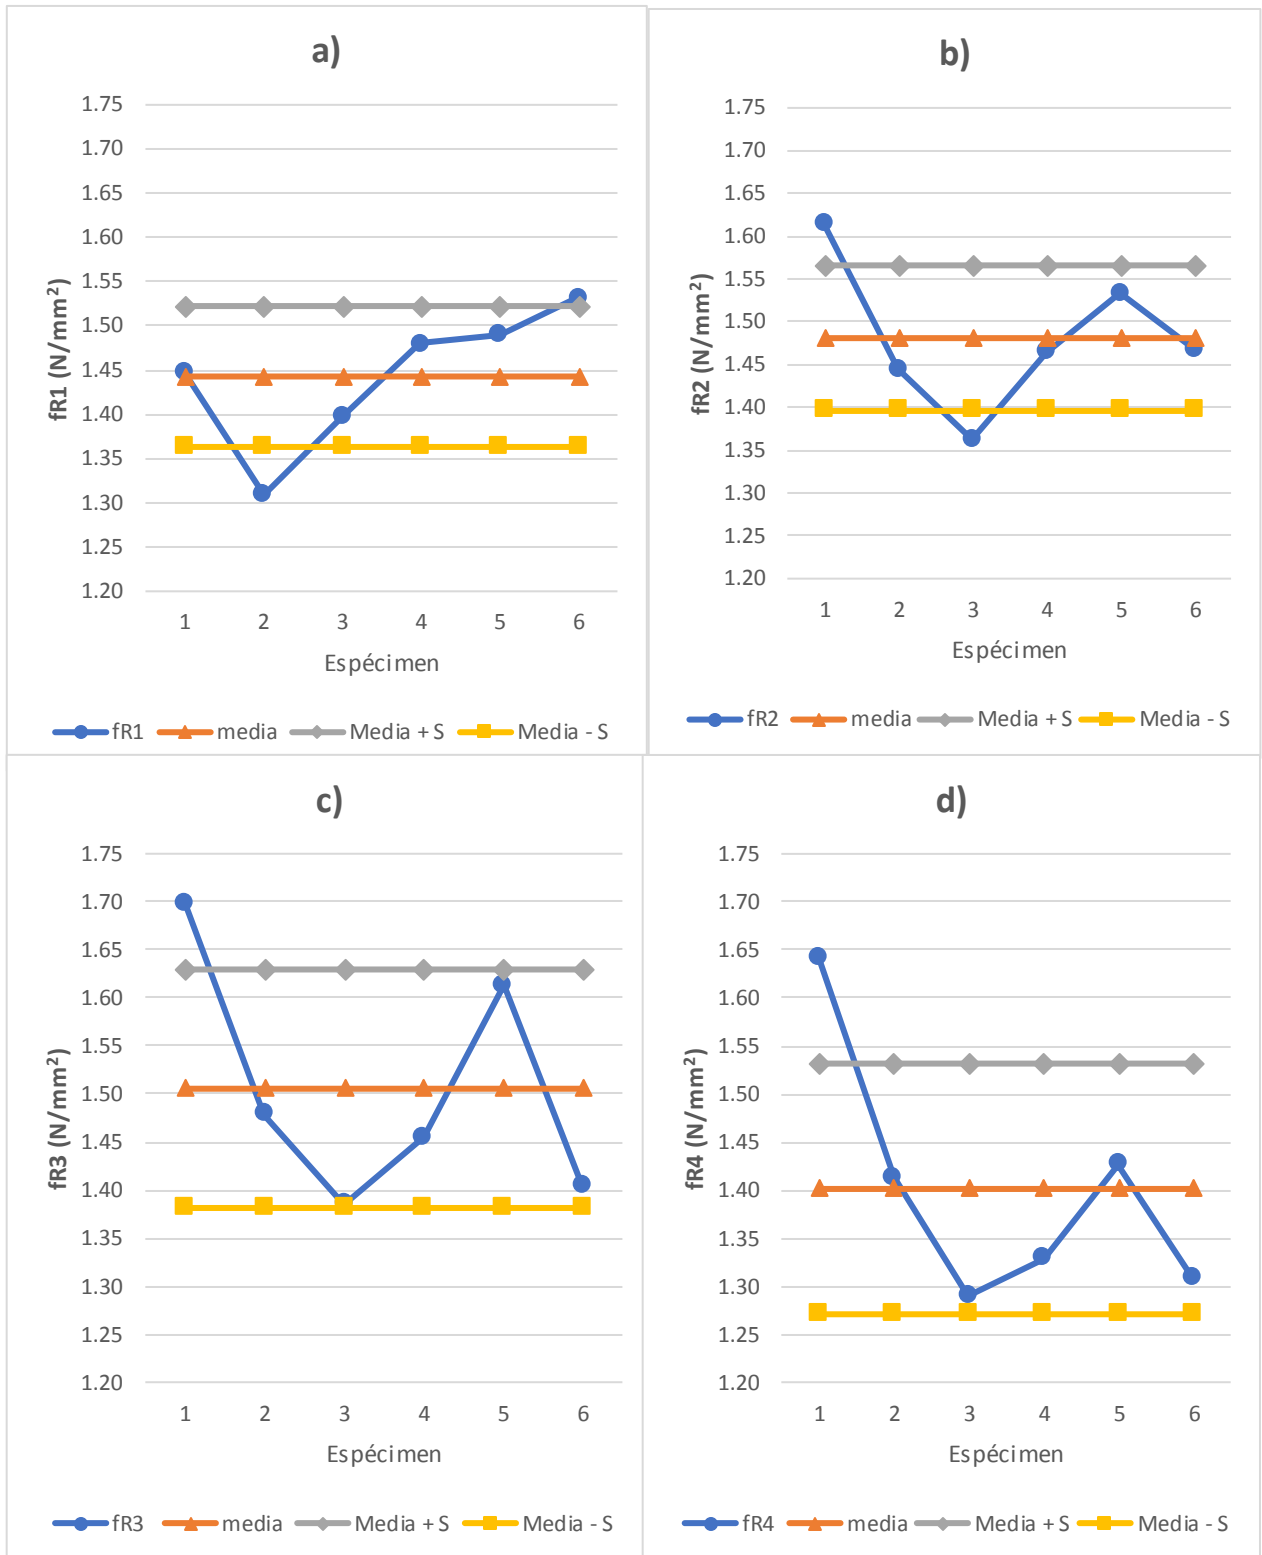 a)
1.75
1.70
1.65
1.60
1.55
1.50
1.45
1.40
1.35
1.30
1.25
1.20
fR1 (N/mm²)
1 2 3 4 5 6
Espécimen
fR1 media Media + S Media - S
b)
1.75
1.70
1.65
1.60
1.55
1.50
1.45
1.40
1.35
1.30
1.25
1.20
fR2 (N/mm²)
1 2 3 4 5 6
Espécimen
fR2 media Media + S Media - S
c)
1.75
1.70
1.65
1.60
1.55
1.50
1.45
1.40
1.35
1.30
1.25
1.20
fR3 (N/mm²)
1 2 3 4 5 6
Espécimen
fR3 media Media + S Media - S
d)
1.75
1.70
1.65
1.60
1.55
1.50
1.45
1.40
1.35
1.30
1.25
1.20
fR4 (N/mm²)
1 2 3 4 5 6
Espécimen
fR4 media Media + S Media - S